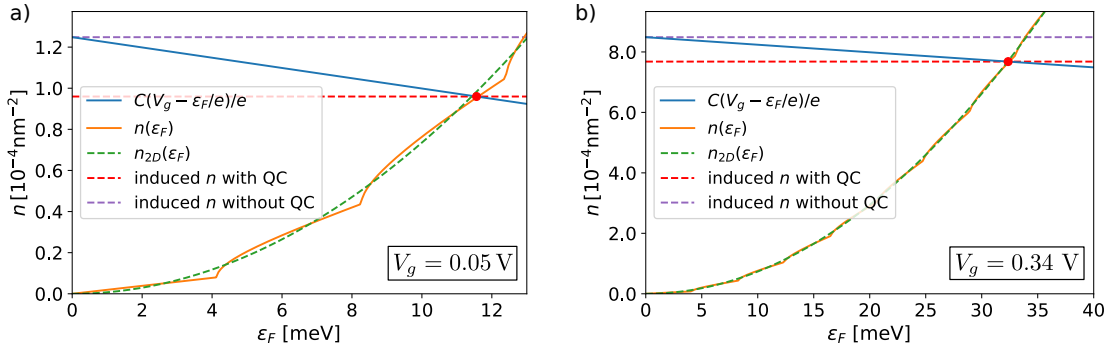 a)
n [10⁻⁴nm⁻²]
1.2
1.0
0.8
0.6
0.4
0.2
0.0
C(V_g − ε_F/e)/e
n(ε_F)
n_{2D}(ε_F)
induced n with QC
induced n without QC
V_g = 0.05 V
0 2 4 6 8 10 12
ε_F [meV]
b)
n [10⁻⁴nm⁻²]
8.0
6.0
4.0
2.0
0.0
C(V_g − ε_F/e)/e
n(ε_F)
n_{2D}(ε_F)
induced n with QC
induced n without QC
V_g = 0.34 V
0 5 10 15 20 25 30 35 40
ε_F [meV]